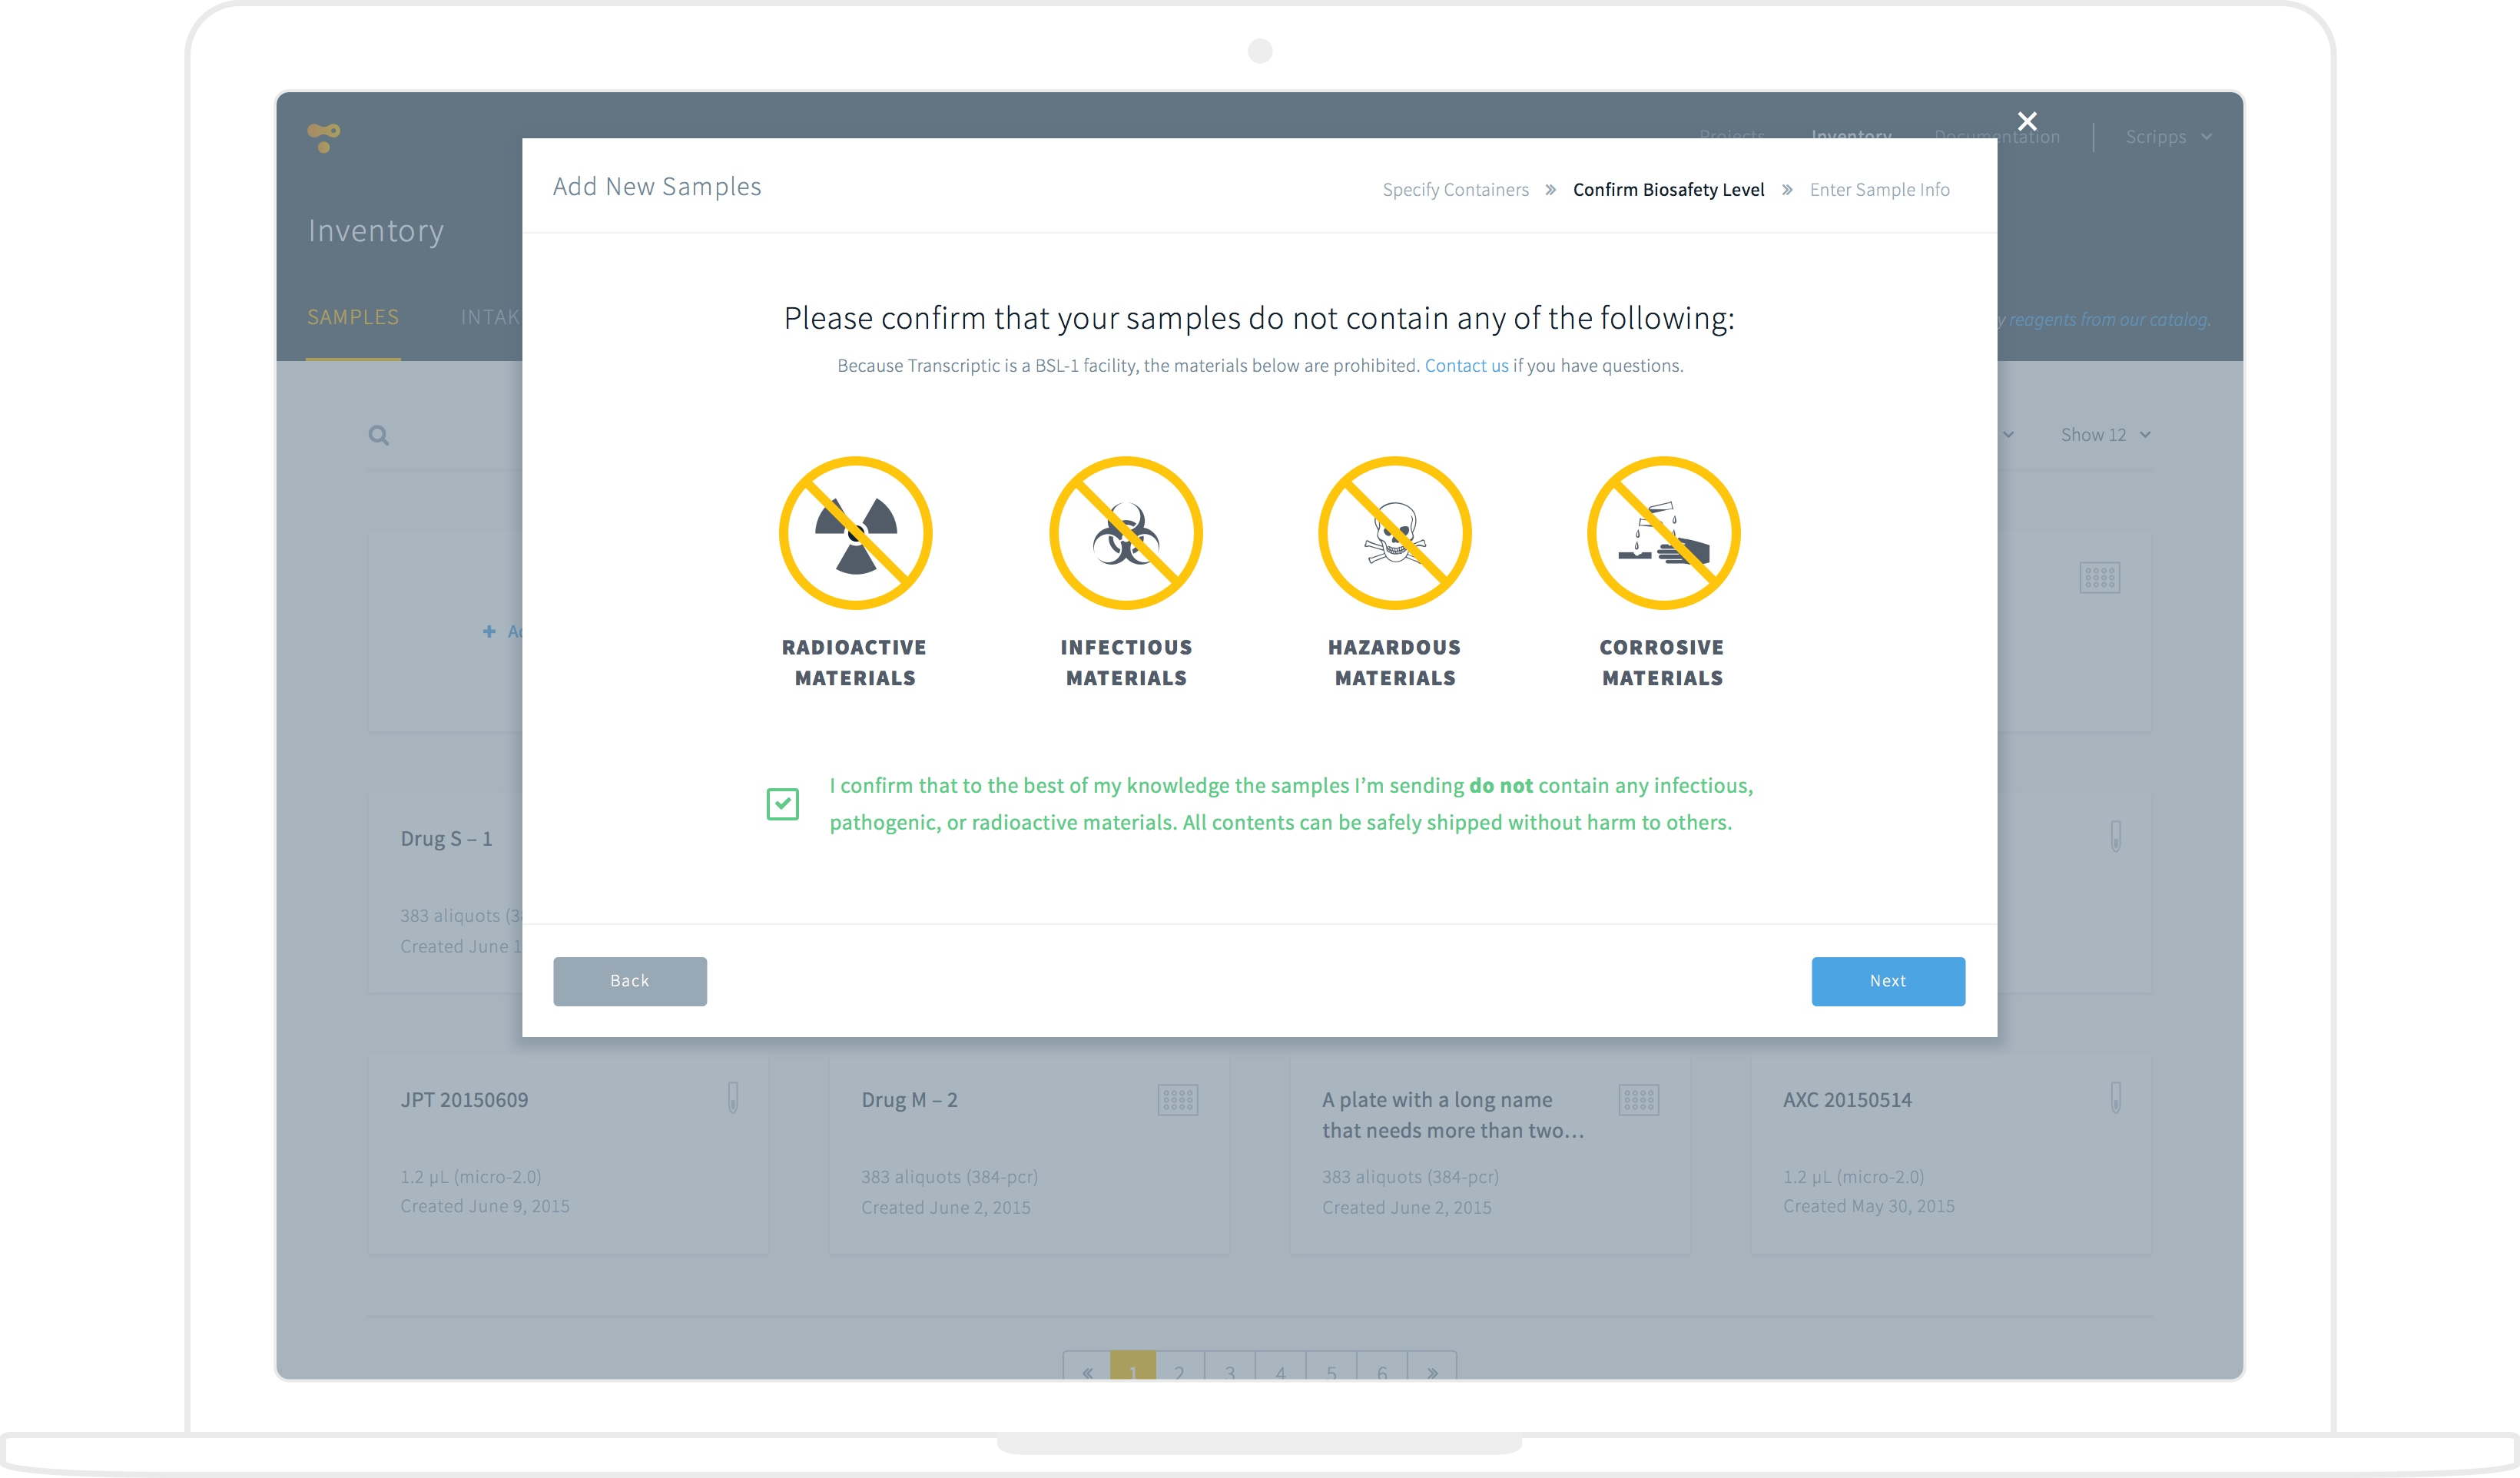 Projects
Inventory
Documentation
Scripps
Inventory
SAMPLES
INTAK
y reagents from our catalog.
Add New Samples
Specify Containers » Confirm Biosafety Level » Enter Sample Info
Please confirm that your samples do not contain any of the following:
Because Transcriptic is a BSL-1 facility, the materials below are prohibited. Contact us if you have questions.
Show 12
RADIOACTIVE
MATERIALS
INFECTIOUS
MATERIALS
HAZARDOUS
MATERIALS
CORROSIVE
MATERIALS
I confirm that to the best of my knowledge the samples I'm sending do not contain any infectious,
pathogenic, or radioactive materials. All contents can be safely shipped without harm to others.
Drug S – 1
383 aliquots (3
Created June 1
Back
Next
JPT 20150609
1.2 µL (micro-2.0)
Created June 9, 2015
Drug M – 2
383 aliquots (384-pcr)
Created June 2, 2015
A plate with a long name
that needs more than two...
383 aliquots (384-pcr)
Created June 2, 2015
AXC 20150514
1.2 µL (micro-2.0)
Created May 30, 2015
« 1 2 3 4 5 6 »